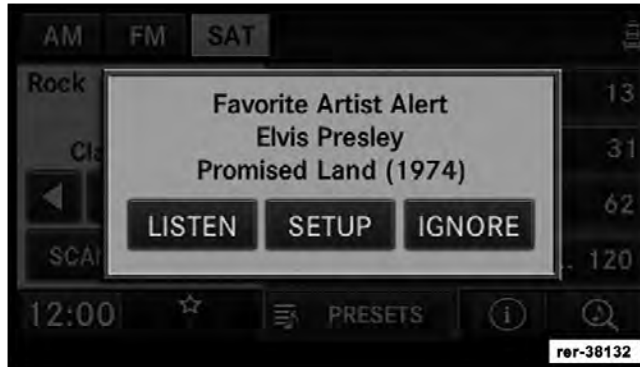 AM FM SAT
Rock 13
Favorite Artist Alert
Elvis Presley
Promised Land (1974)
31
LISTEN SETUP IGNORE
62
120
12:00 PRESETS
rer-38132